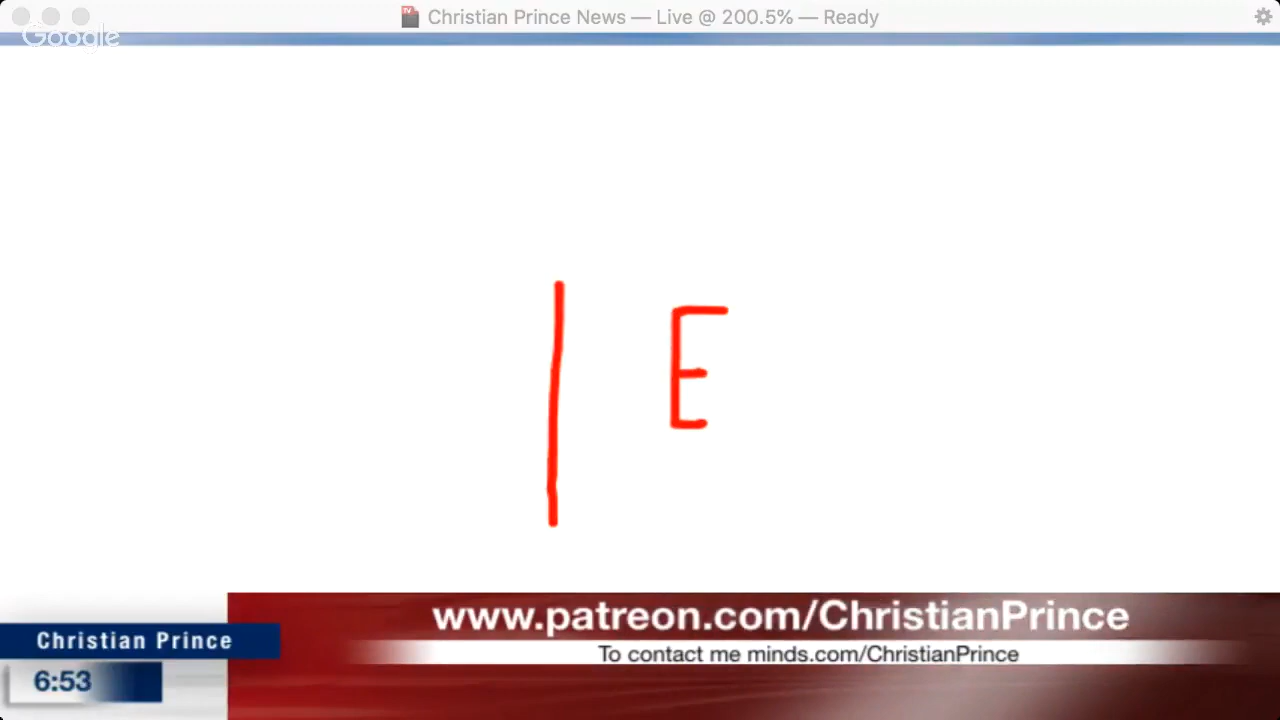 Christian Prince News — Live @ 200.5% — Ready
Google
| E
www.patreon.com/ChristianPrince
To contact me minds.com/ChristianPrince
Christian Prince
6:53